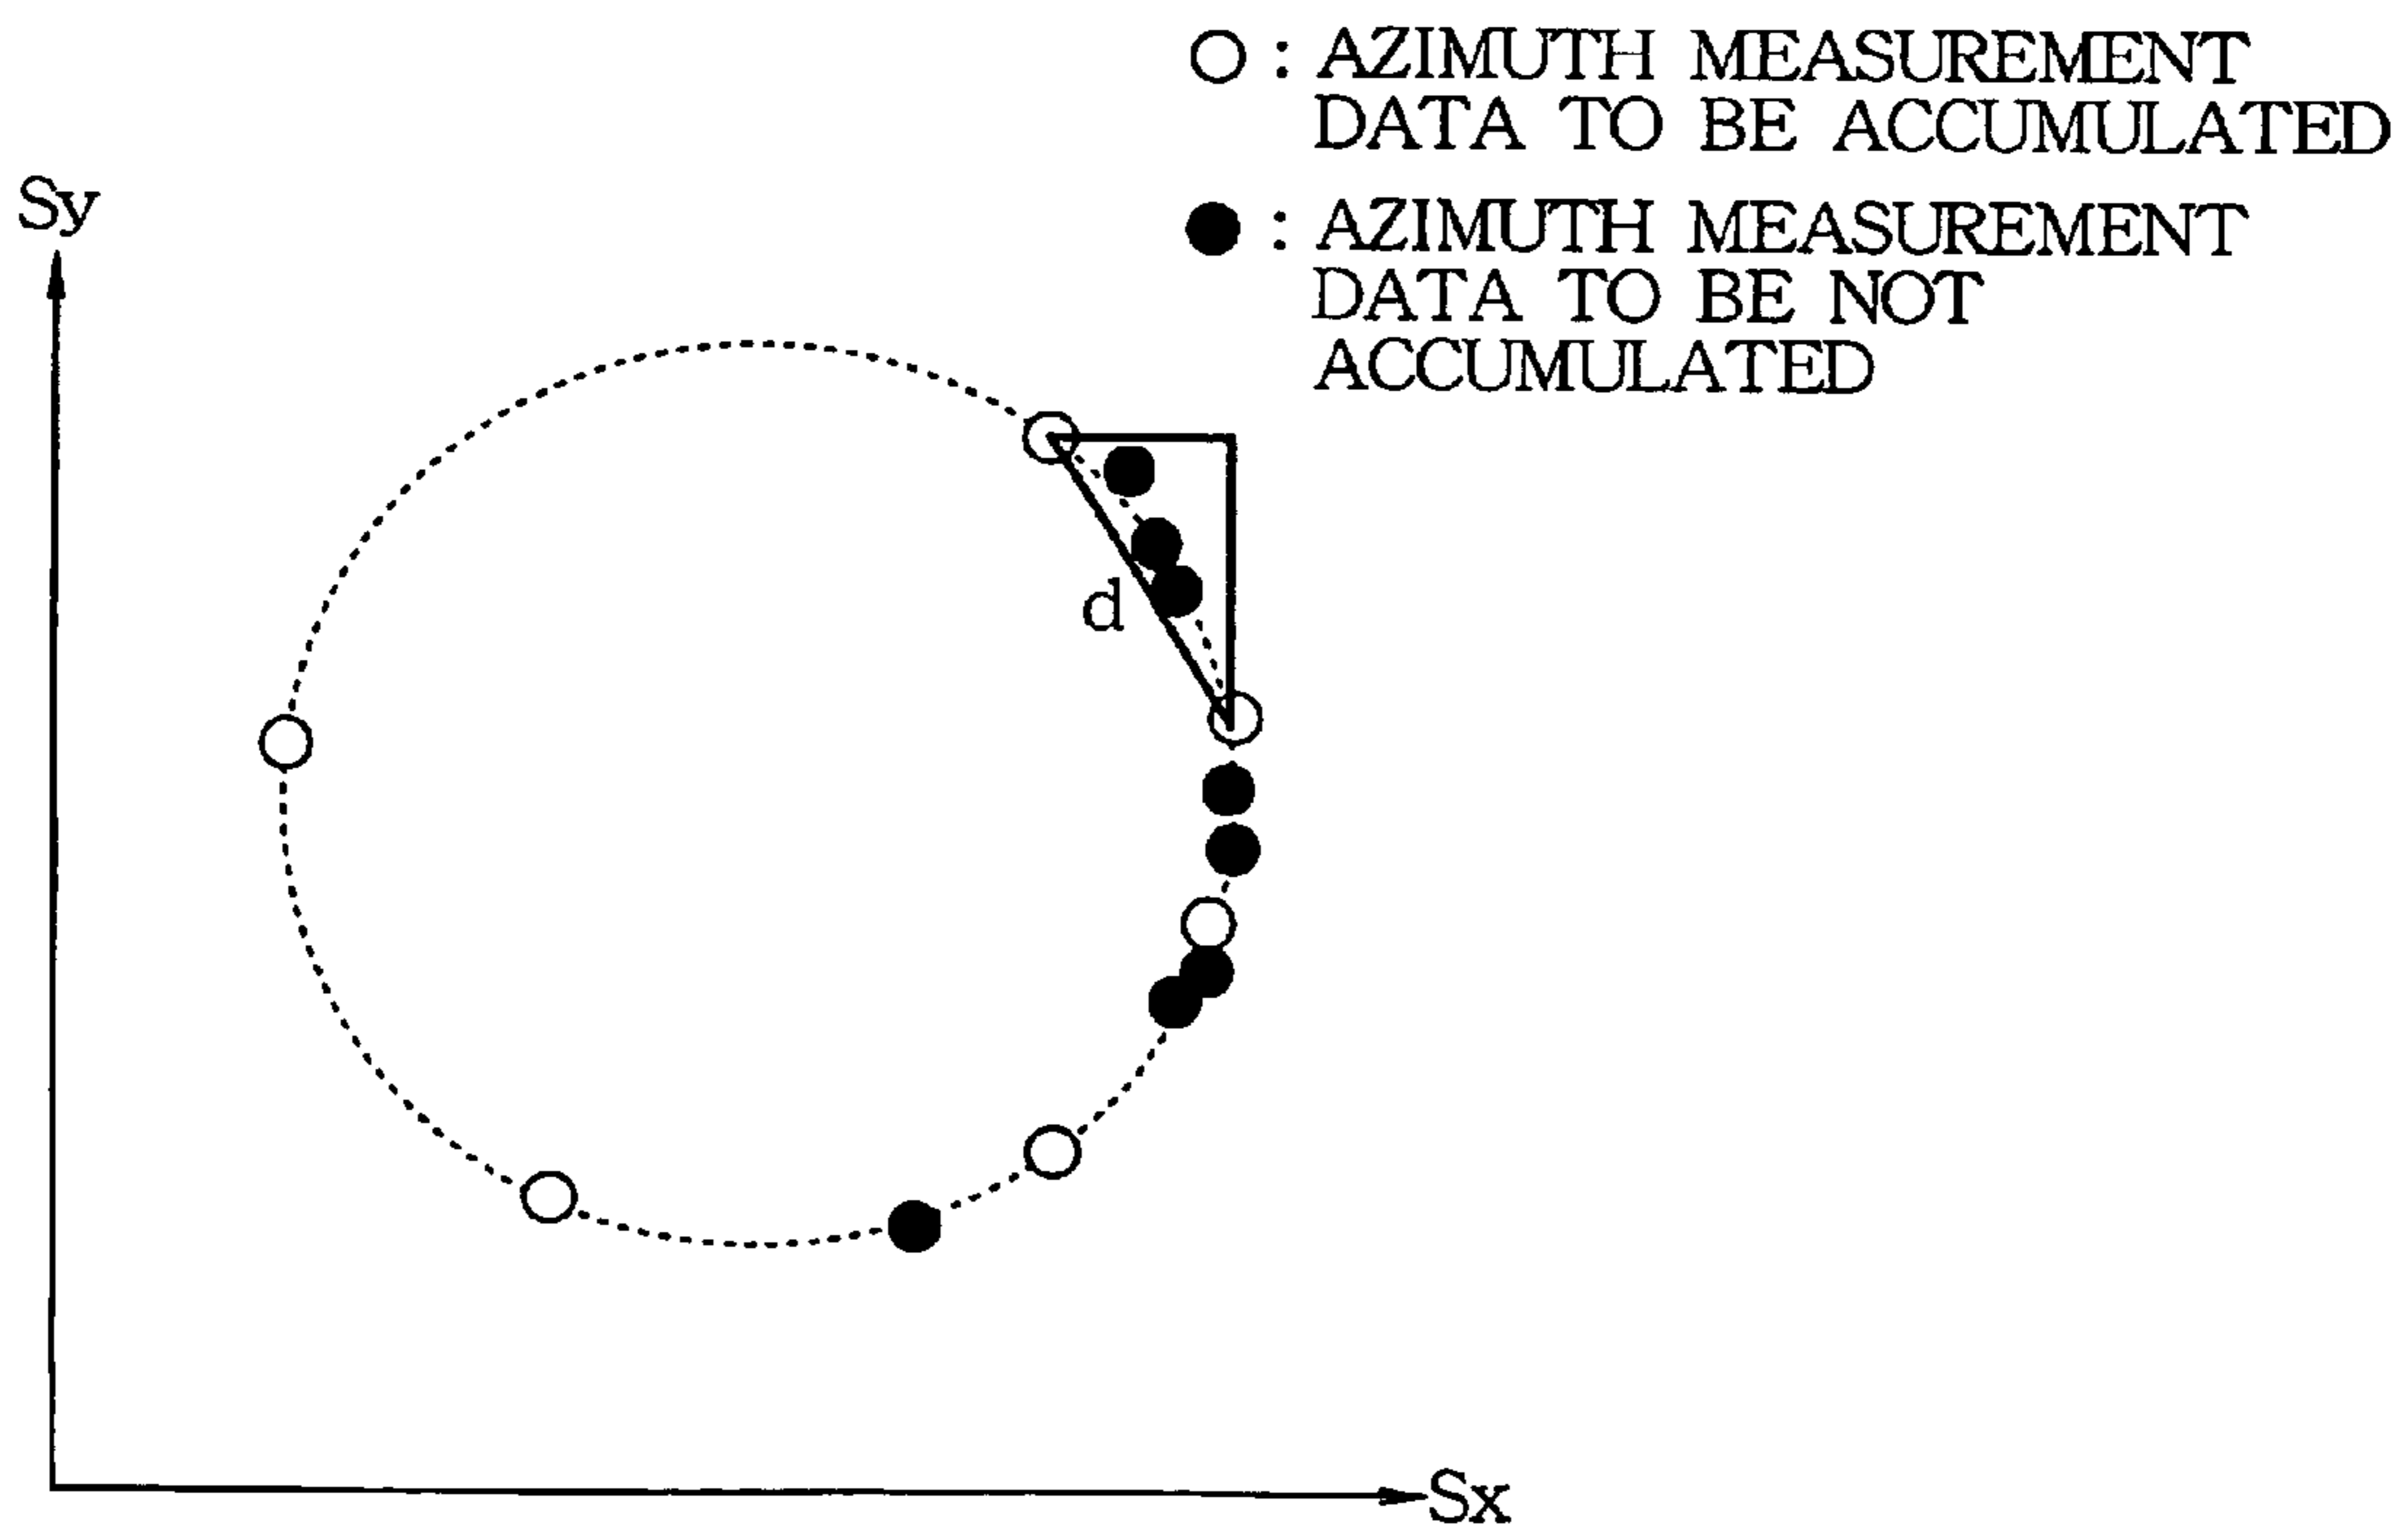 : AZIMUTH MEASUREMENT
DATA TO BE ACCUMULATED
: AZIMUTH MEASUREMENT
DATA TO BE NOT
ACCUMULATED
Sy
d
Sx